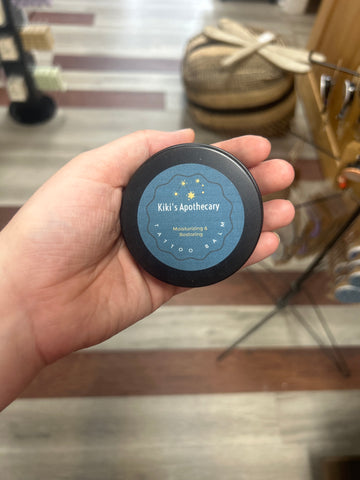 Kiki's Apothecary
Moisturizing &
Restoring
TATTOO BALM